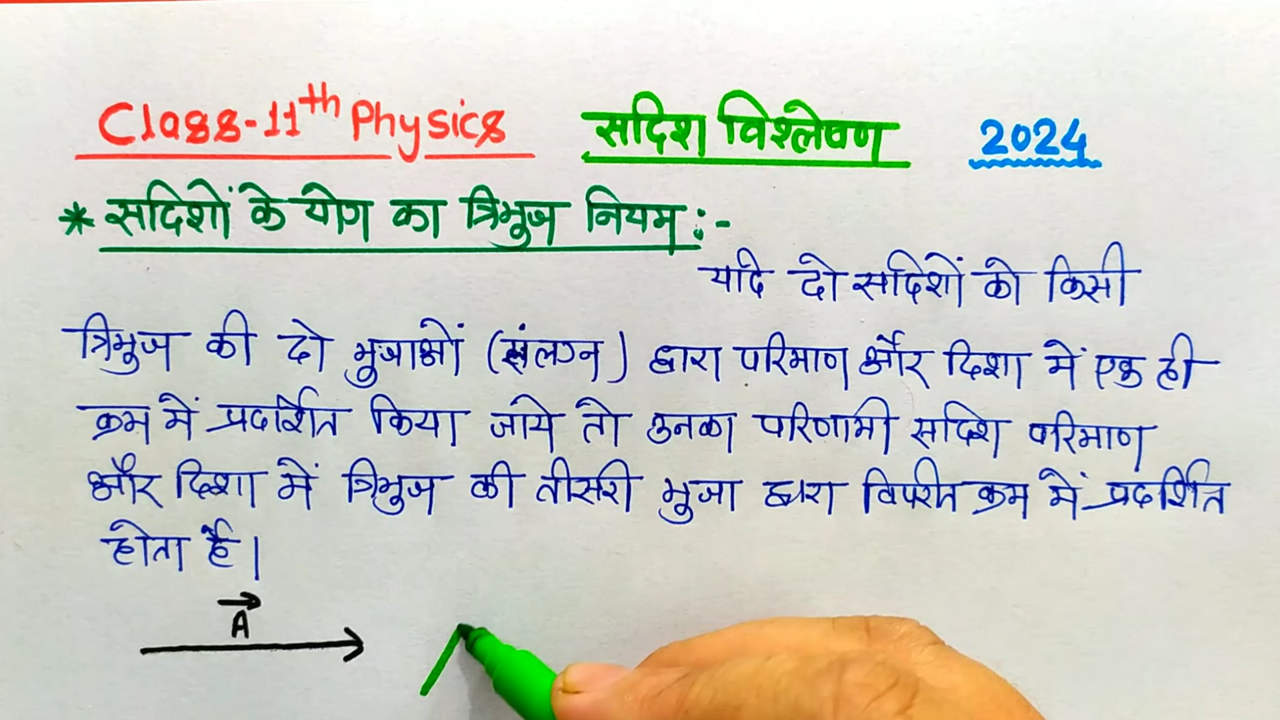 Class-11th Physics सदिश विश्लेषण 2024
* सदिशों के योग का त्रिभुज नियम :-
यदि दो सदिशों को किसी
त्रिभुज की दो भुजाओं (संलग्न) द्वारा परिमाण और दिशा में एक ही
क्रम में प्रदर्शित किया जाये तो उनका परिणामी सदिश परिमाण
और दिशा में त्रिभुज की तीसरी भुजा द्वारा विपरीत क्रम में प्रदर्शित
होता है।
A